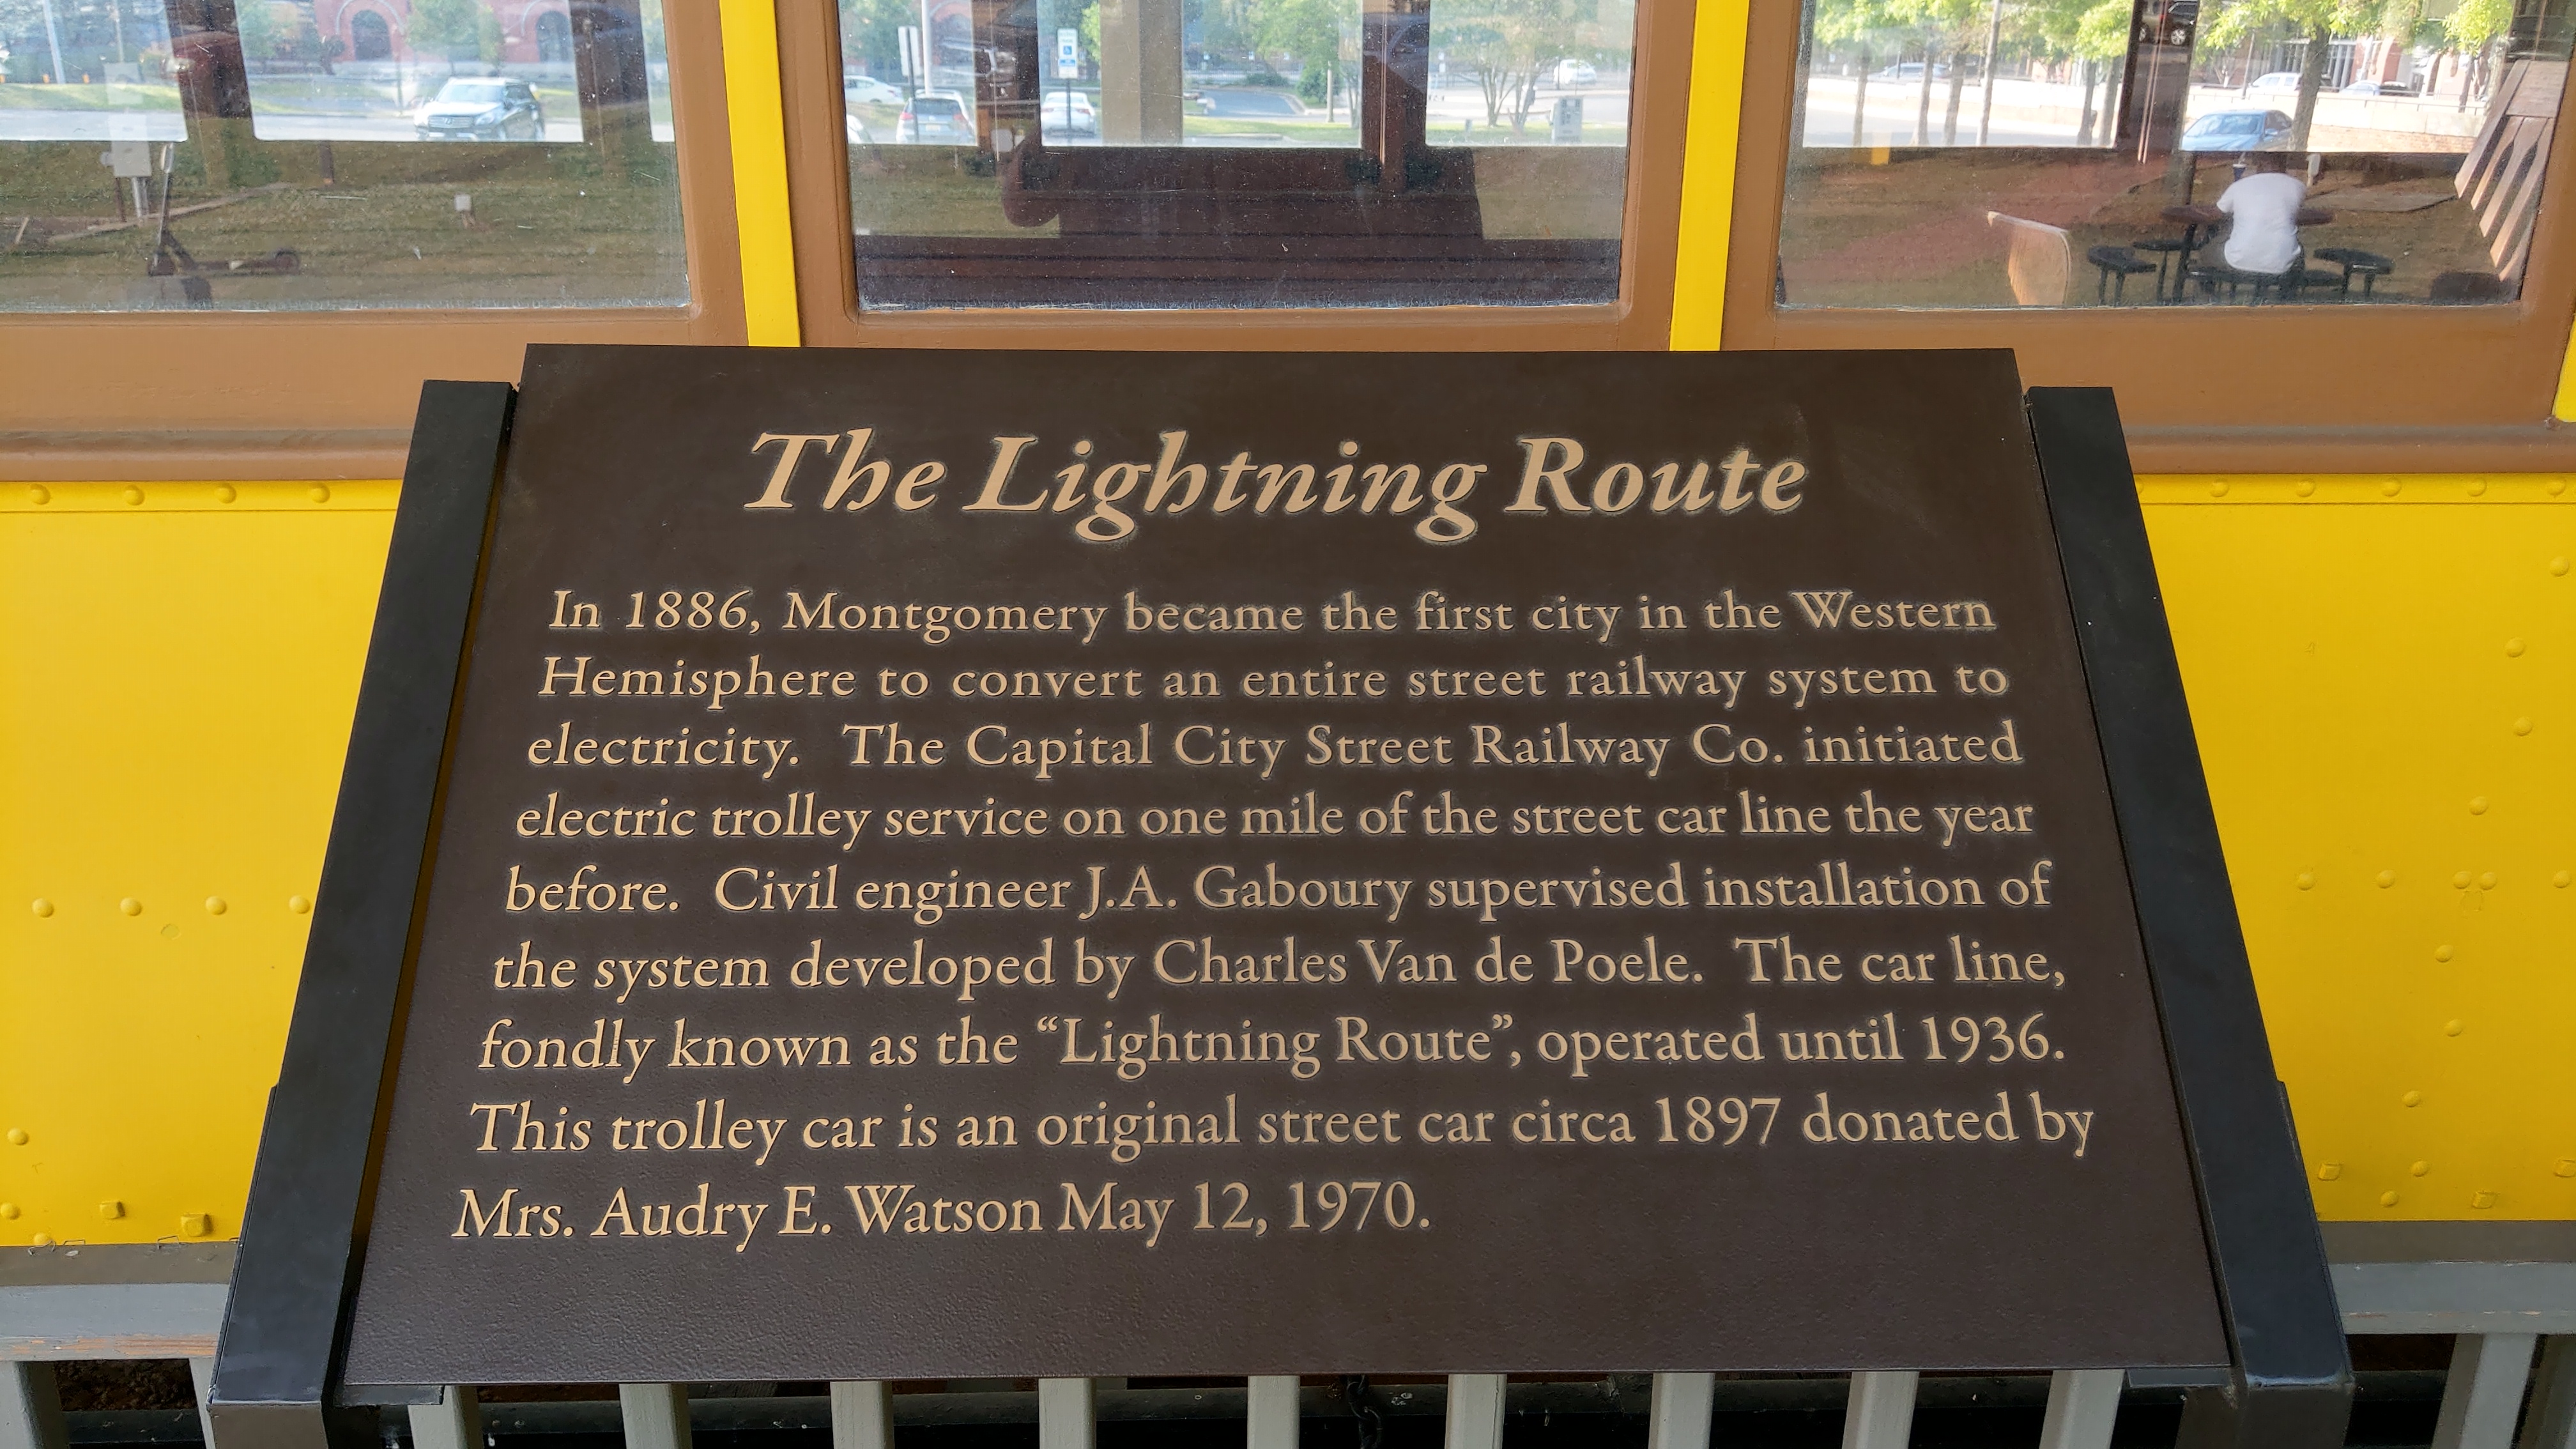 The Lightning Route
In 1886, Montgomery became the first city in the Western
Hemisphere to convert an entire street railway system to
electricity. The Capital City Street Railway Co. initiated
electric trolley service on one mile of the street car line the year
before. Civil engineer J.A. Gaboury supervised installation of
the system developed by Charles Van de Poele. The car line,
fondly known as the “Lightning Route”, operated until 1936.
This trolley car is an original street car circa 1897 donated by
Mrs. Audry E. Watson May 12, 1970.